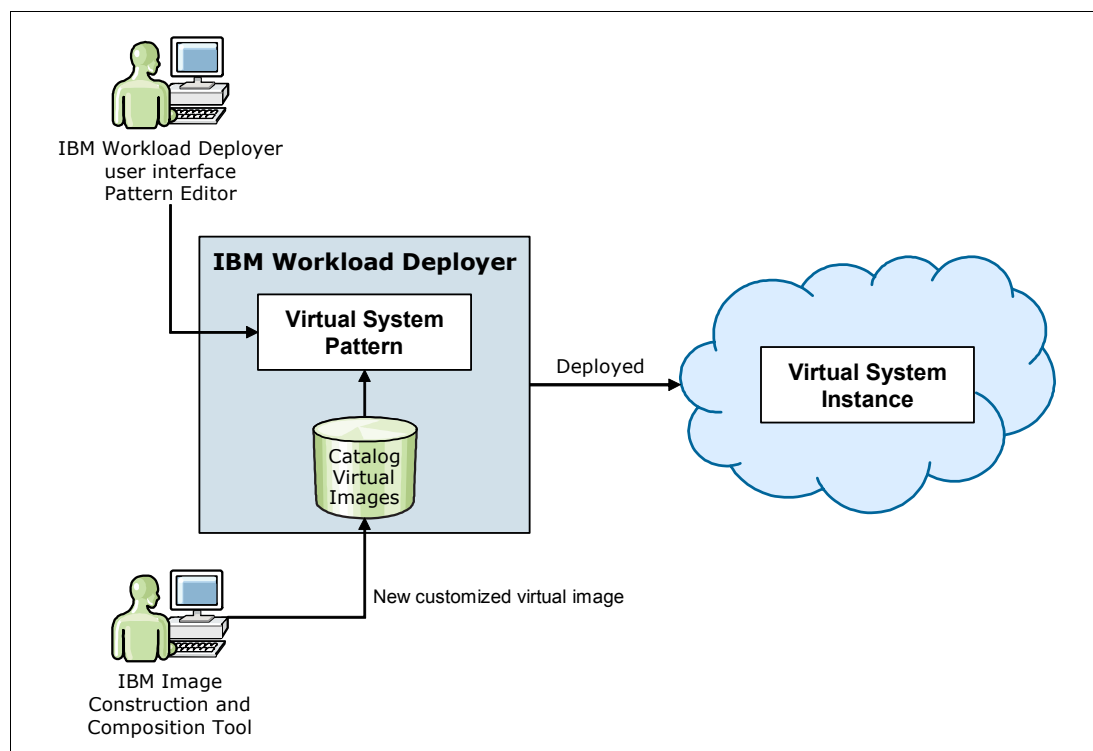 IBM Workload Deployer
user interface
Pattern Editor
IBM Workload Deployer
Virtual System
Pattern
Deployed
Virtual System
Instance
Catalog
Virtual
Images
New customized virtual image
IBM Image
Construction and
Composition Tool